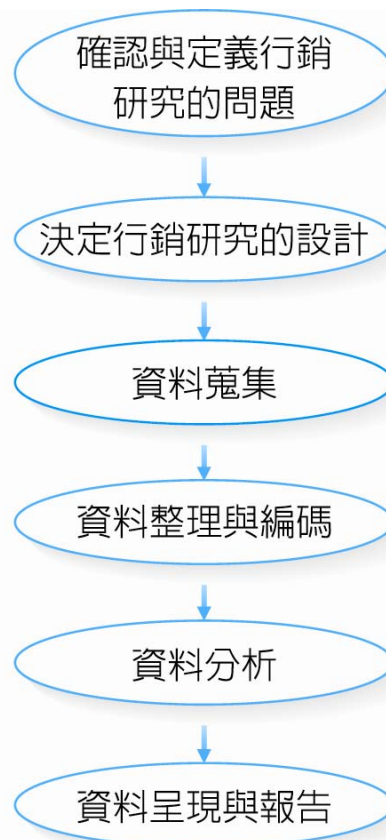 確認與定義行銷
研究的問題
決定行銷研究的設計
資料蒐集
資料整理與編碼
資料分析
資料呈現與報告